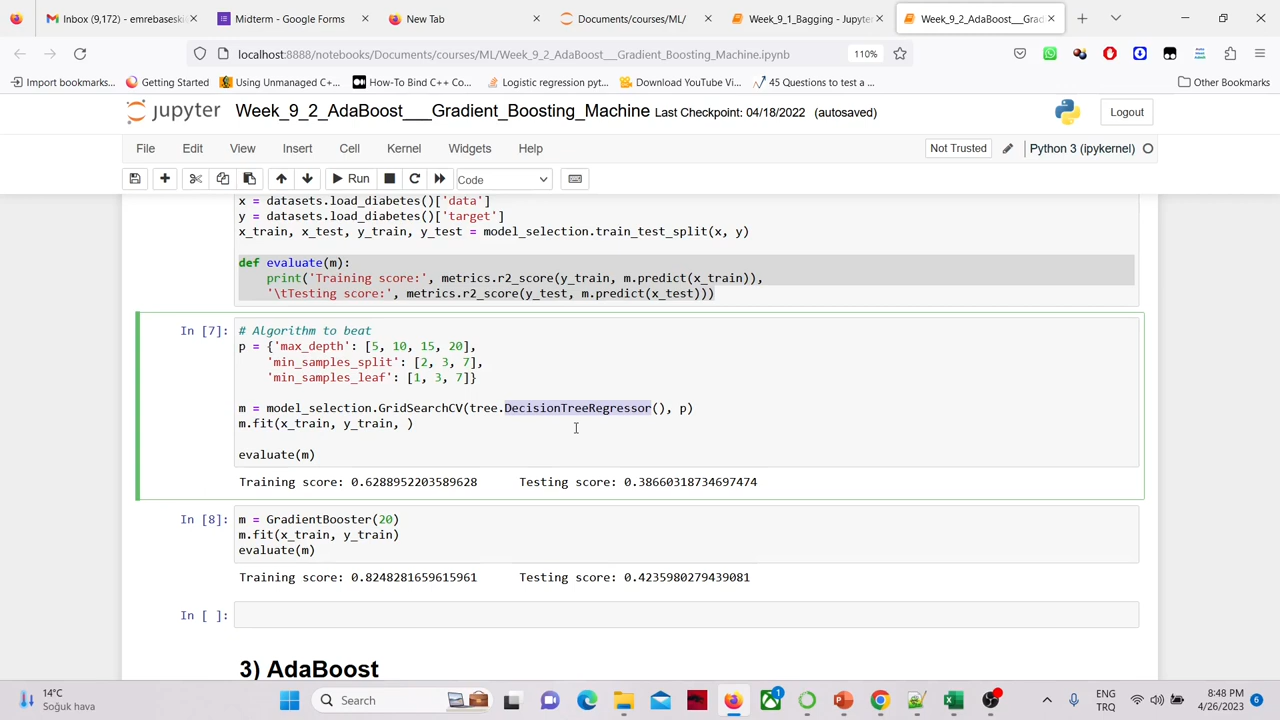 Inbox (9,172) - emrebaseski
Midterm - Google Forms
New Tab
Documents/courses/ML/
Week_9_1_Bagging - Jupyter
Week_9_2_AdaBoost___Grad
localhost:8888/notebooks/Documents/courses/ML/Week_9_2_AdaBoost___Gradient_Boosting_Machine.ipynb
110%
Import bookmarks...
Getting Started
Using Unmanaged C+...
How-To Bind C++ Co...
Logistic regression pyt...
Download YouTube Vi...
45 Questions to test a ...
Other Bookmarks
jupyter Week_9_2_AdaBoost___Gradient_Boosting_Machine Last Checkpoint: 04/18/2022 (autosaved)
Logout
File Edit View Insert Cell Kernel Widgets Help
Not Trusted
Python 3 (ipykernel)
Run
Code
x = datasets.load_diabetes()['data']
y = datasets.load_diabetes()['target']
x_train, x_test, y_train, y_test = model_selection.train_test_split(x, y)
def evaluate(m):
print('Training score:', metrics.r2_score(y_train, m.predict(x_train)),
'\tTesting score:', metrics.r2_score(y_test, m.predict(x_test)))
In [7]: # Algorithm to beat
p = {'max_depth': [5, 10, 15, 20],
'min_samples_split': [2, 3, 7],
'min_samples_leaf': [1, 3, 7]}
m = model_selection.GridSearchCV(tree.DecisionTreeRegressor(), p)
m.fit(x_train, y_train, )
evaluate(m)
Training score: 0.6288952203589628 Testing score: 0.38660318734697474
In [8]: m = GradientBooster(20)
m.fit(x_train, y_train)
evaluate(m)
Training score: 0.8248281659615961 Testing score: 0.4235980279439081
In [ ]:
3) AdaBoost
14°C
Soğuk hava
Search
1
ENG
TRQ
8:48 PM
4/26/2023
6